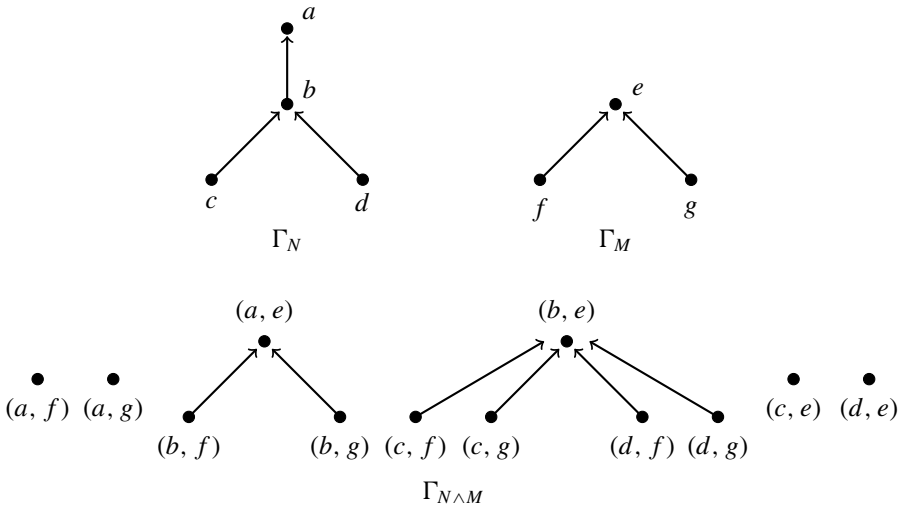 a
b
c d
e
f g
Γ_N Γ_M
(a, e) (b, e)
(a, f) (a, g) (c, e) (d, e)
(b, f) (b, g) (c, f) (c, g) (d, f) (d, g)
Γ_{N∧M}